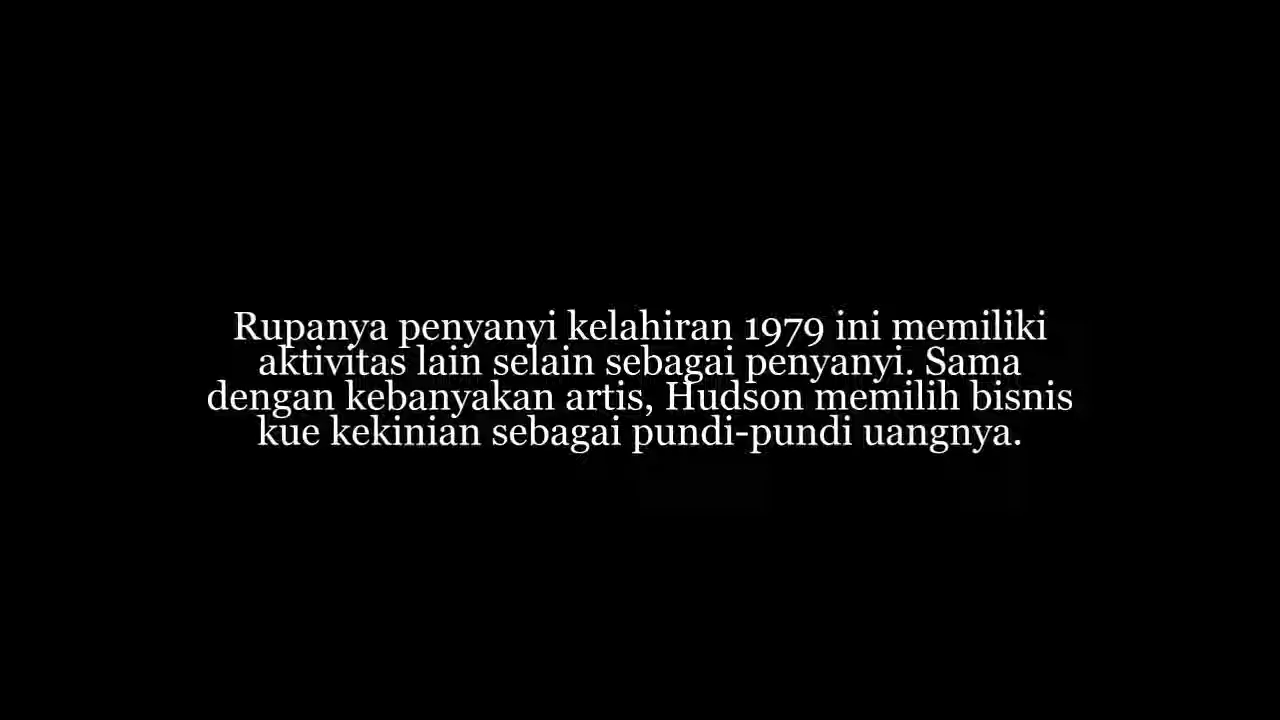 Rupanya penyanyi kelahiran 1979 ini memiliki
aktivitas lain selain sebagai penyanyi. Sama
dengan kebanyakan artis, Hudson memilih bisnis
kue kekinian sebagai pundi-pundi uangnya.